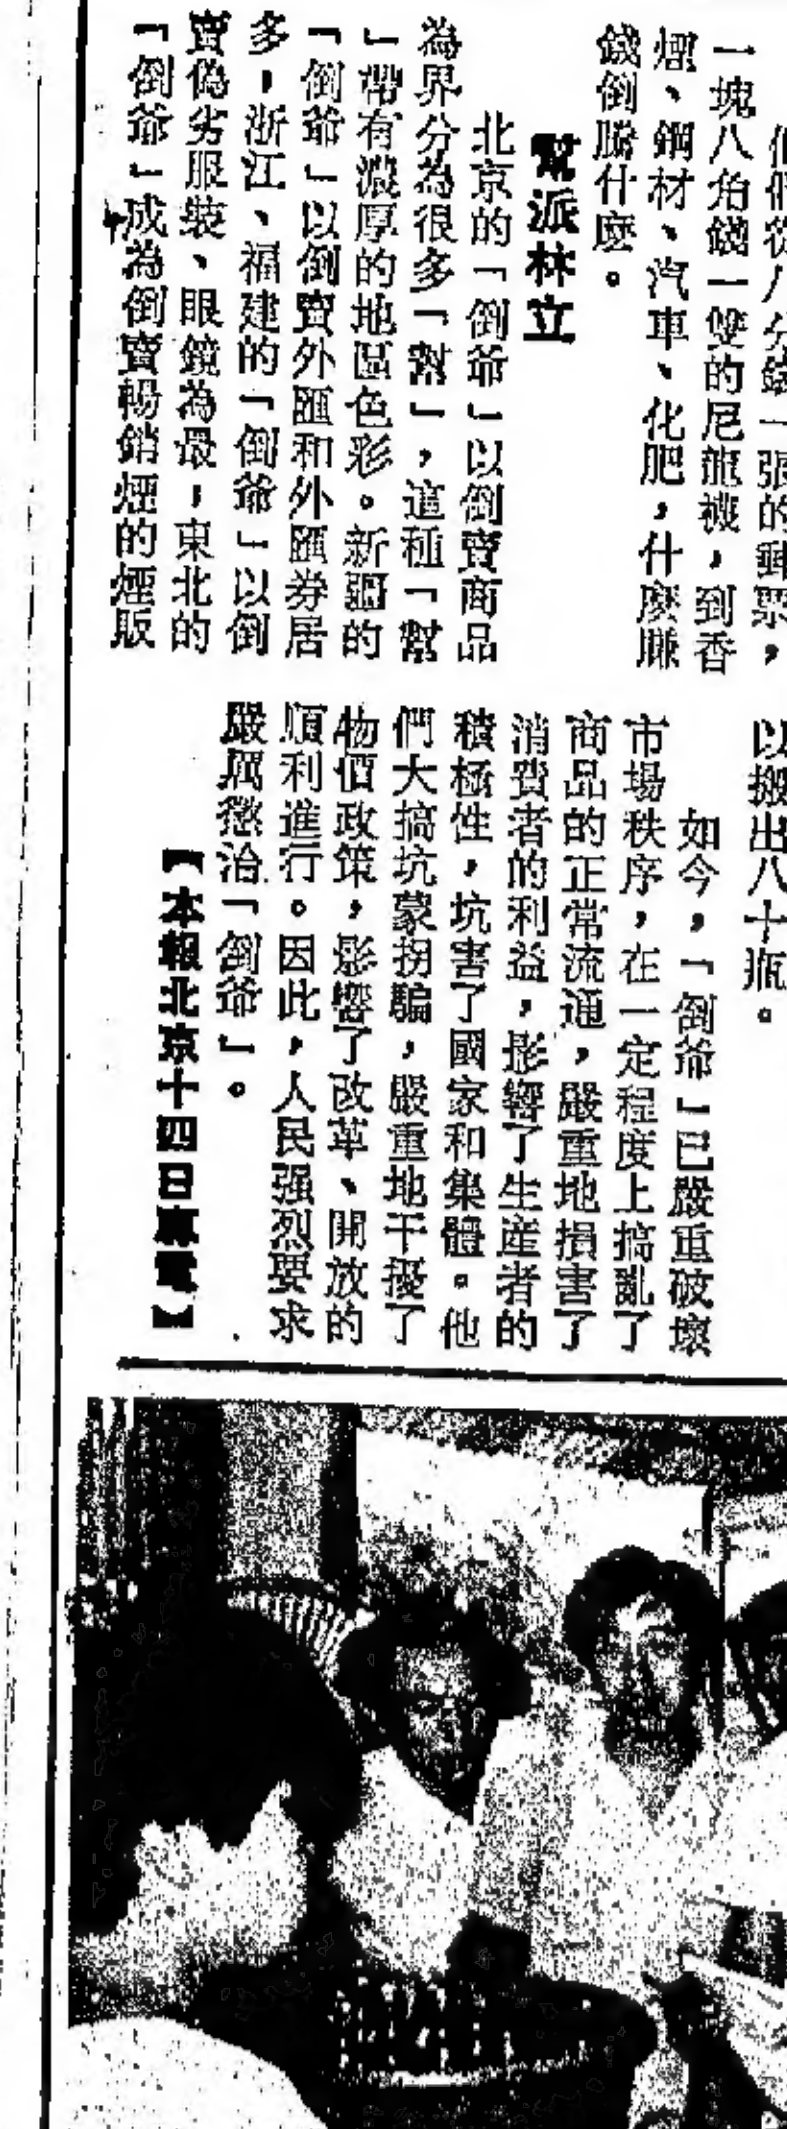 他們從八分錢一張的郵票，
一塊八角錢一雙的尼龍襪，到香
煙、鋼材、汽車、化肥，什麼賺
錢倒騰什麼。
幫派林立
北京的「倒爺」以倒賣商品
為界分為很多「幫」，這種「幫
」帶有濃厚的地區色彩。新疆的
「倒爺」以倒賣外匯和外匯券居
多，浙江、福建的「倒爺」以倒
賣偽劣服裝、眼鏡為最，東北的
「倒爺」成為倒賣暢銷煙的煙販
以搬出八十瓶。
如今，「倒爺」已嚴重破壞
市場秩序，在一定程度上搞亂了
商品的正常流通，嚴重地損害了
消費者的利益，影響了生產者的
積極性，坑害了國家和集體。他
們大搞坑蒙拐騙，嚴重地干擾了
物價政策，影響了改革、開放的
順利進行。因此，人民强烈要求
嚴厲懲治「倒爺」。
【本報北京十四日專電】